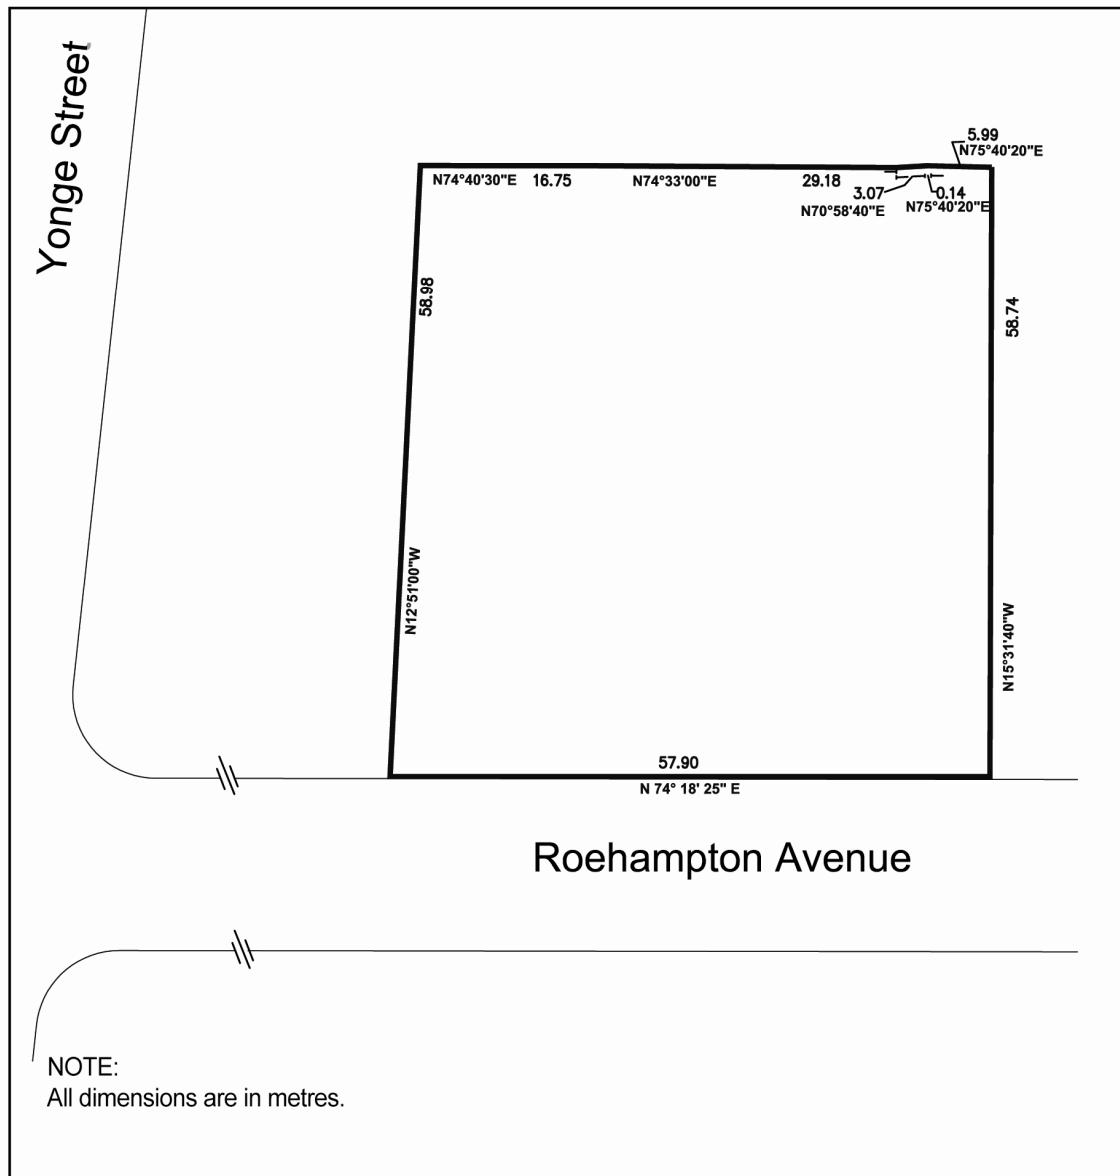 Yonge Street
5.99
N75°40'20"E
N74°40'30"E 16.75 N74°33'00"E 29.18
3.07 0.14
N70°58'40"E N75°40'20"E
58.98
58.74
N12°51'00"W
N15°31'40"W
57.90
N 74° 18' 25" E
Roehampton Avenue
NOTE:
All dimensions are in metres.